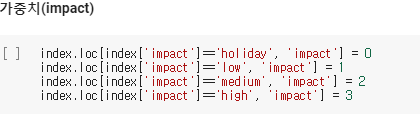 가중치(impact)
[ ] index.loc[index['impact']=='holiday', 'impact'] = 0
index.loc[index['impact']=='low', 'impact'] = 1
index.loc[index['impact']=='medium', 'impact'] = 2
index.loc[index['impact']=='high', 'impact'] = 3